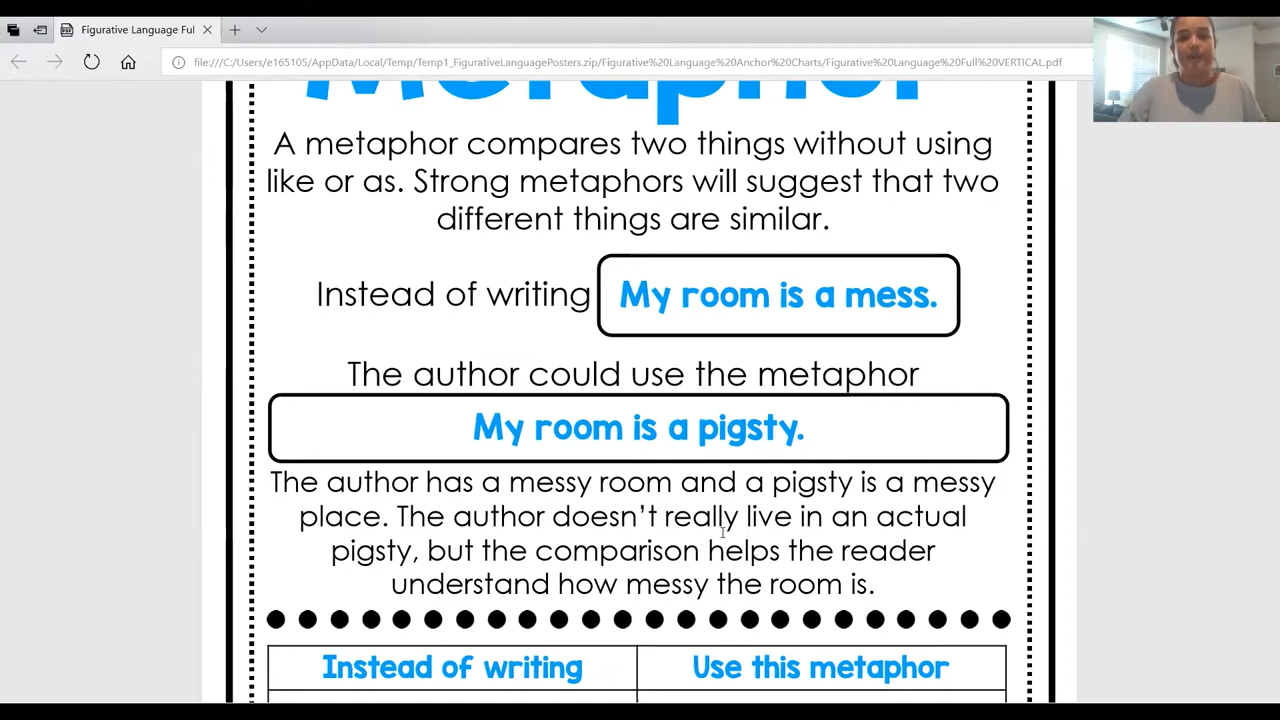 Figurative Language Ful
file:///C:/Users/e165105/AppData/Local/Temp/Temp1_FigurativeLanguagePosters.zip/Figurative%20Language%20Anchor%20Charts/Figurative%20Language%20Full%20VERTICAL.pdf
Metaphor
A metaphor compares two things without using
like or as. Strong metaphors will suggest that two
different things are similar.
Instead of writing My room is a mess.
The author could use the metaphor
My room is a pigsty.
The author has a messy room and a pigsty is a messy
place. The author doesn't really live in an actual
pigsty, but the comparison helps the reader
understand how messy the room is.
Instead of writing Use this metaphor